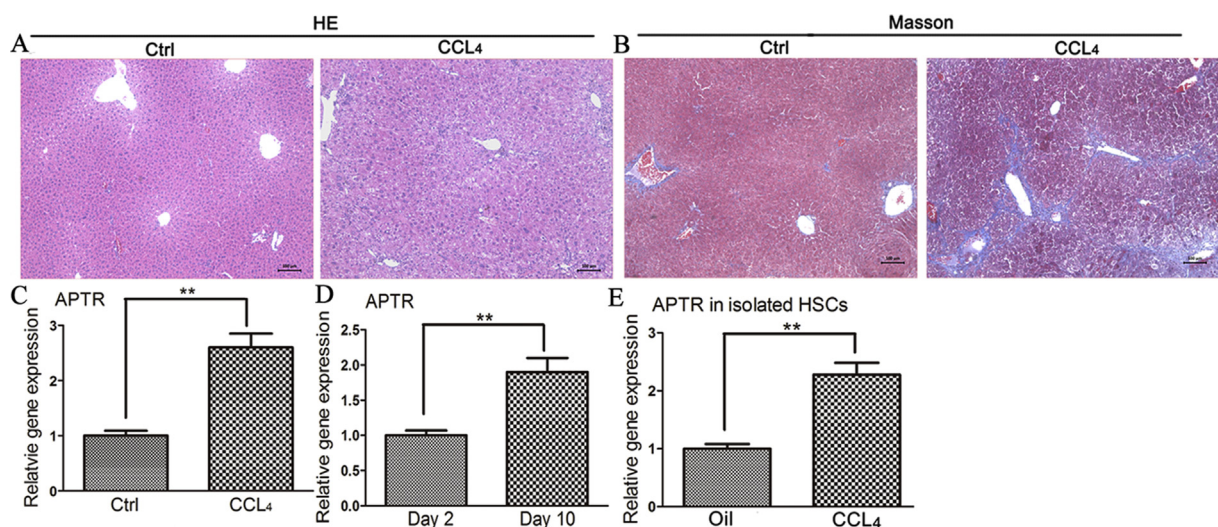 HE
Masson
A
Ctrl
CCL₄
B
Ctrl
CCL₄
100 μm
C
APTR
**
Relatvie gene expression
3
2
1
0
Ctrl
CCL₄
D
APTR
**
Relative gene expression
2.5
2.0
1.5
1.0
0.5
0.0
Day 2
Day 10
E
APTR in isolated HSCs
**
Relative gene expression
3
2
1
0
Oil
CCL₄